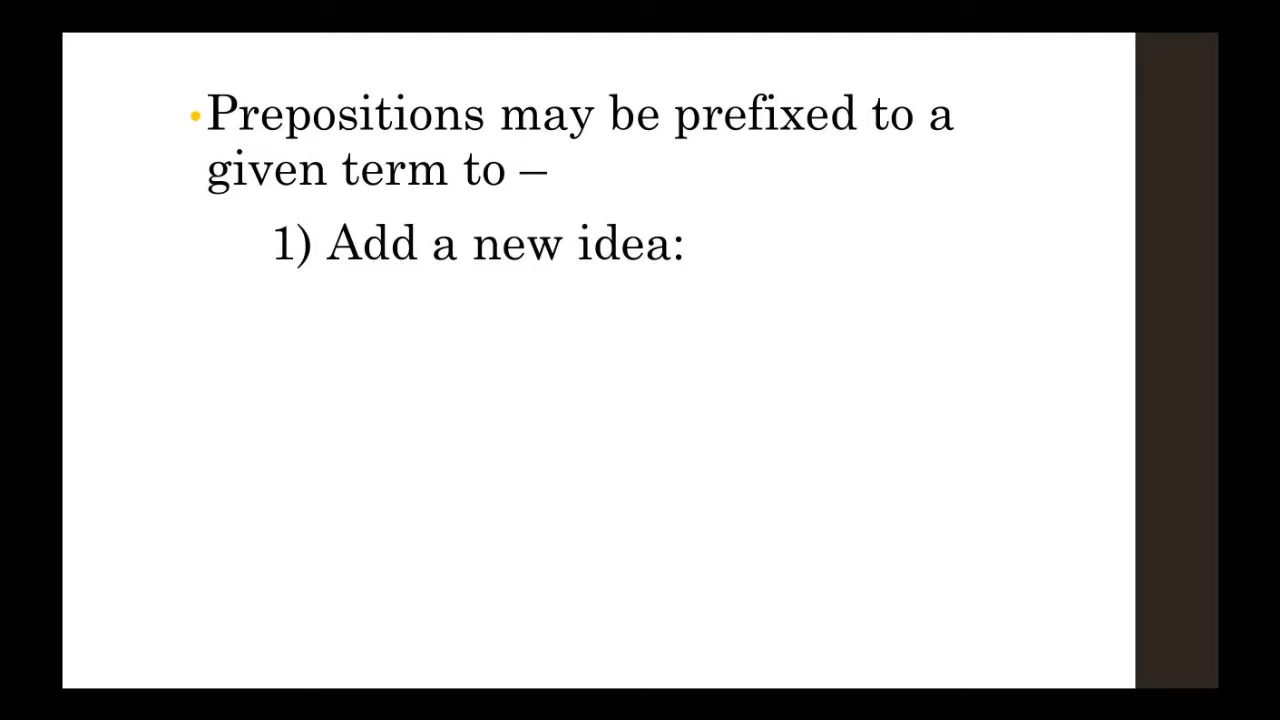 •Prepositions may be prefixed to a
given term to –
1) Add a new idea: